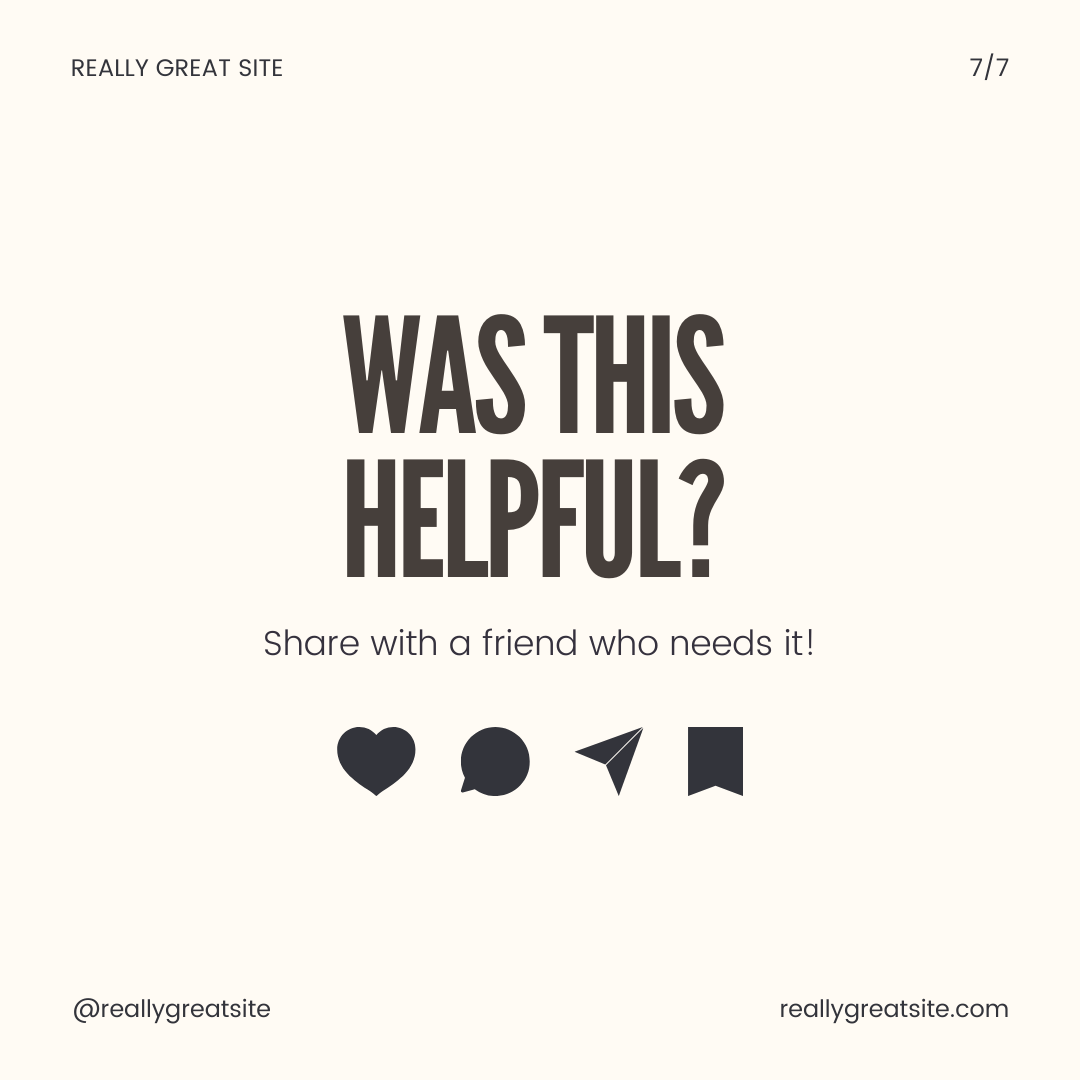 REALLY GREAT SITE
7/7
WAS THIS
HELPFUL?
Share with a friend who needs it!
@reallygreatsite
reallygreatsite.com